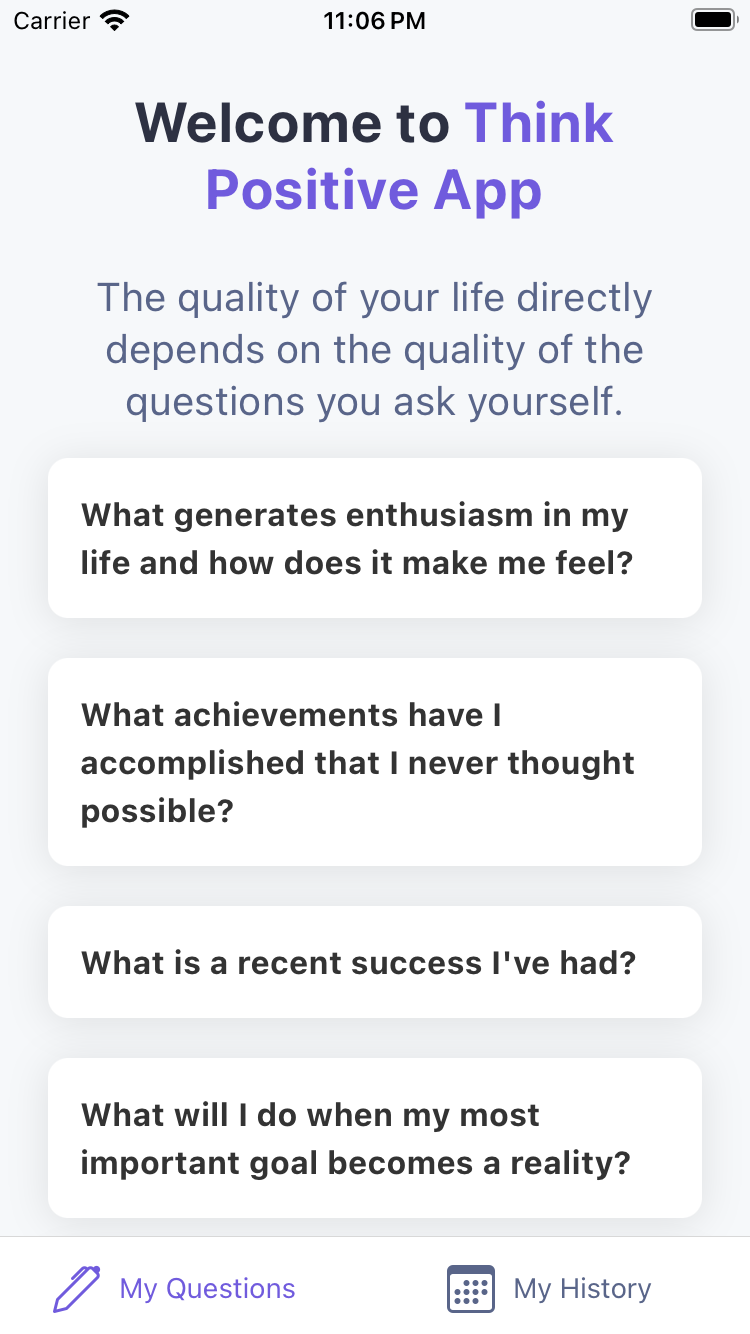 Carrier 11:06 PM
Welcome to Think
Positive App
The quality of your life directly
depends on the quality of the
questions you ask yourself.
What generates enthusiasm in my
life and how does it make me feel?
What achievements have I
accomplished that I never thought
possible?
What is a recent success I've had?
What will I do when my most
important goal becomes a reality?
My Questions My History